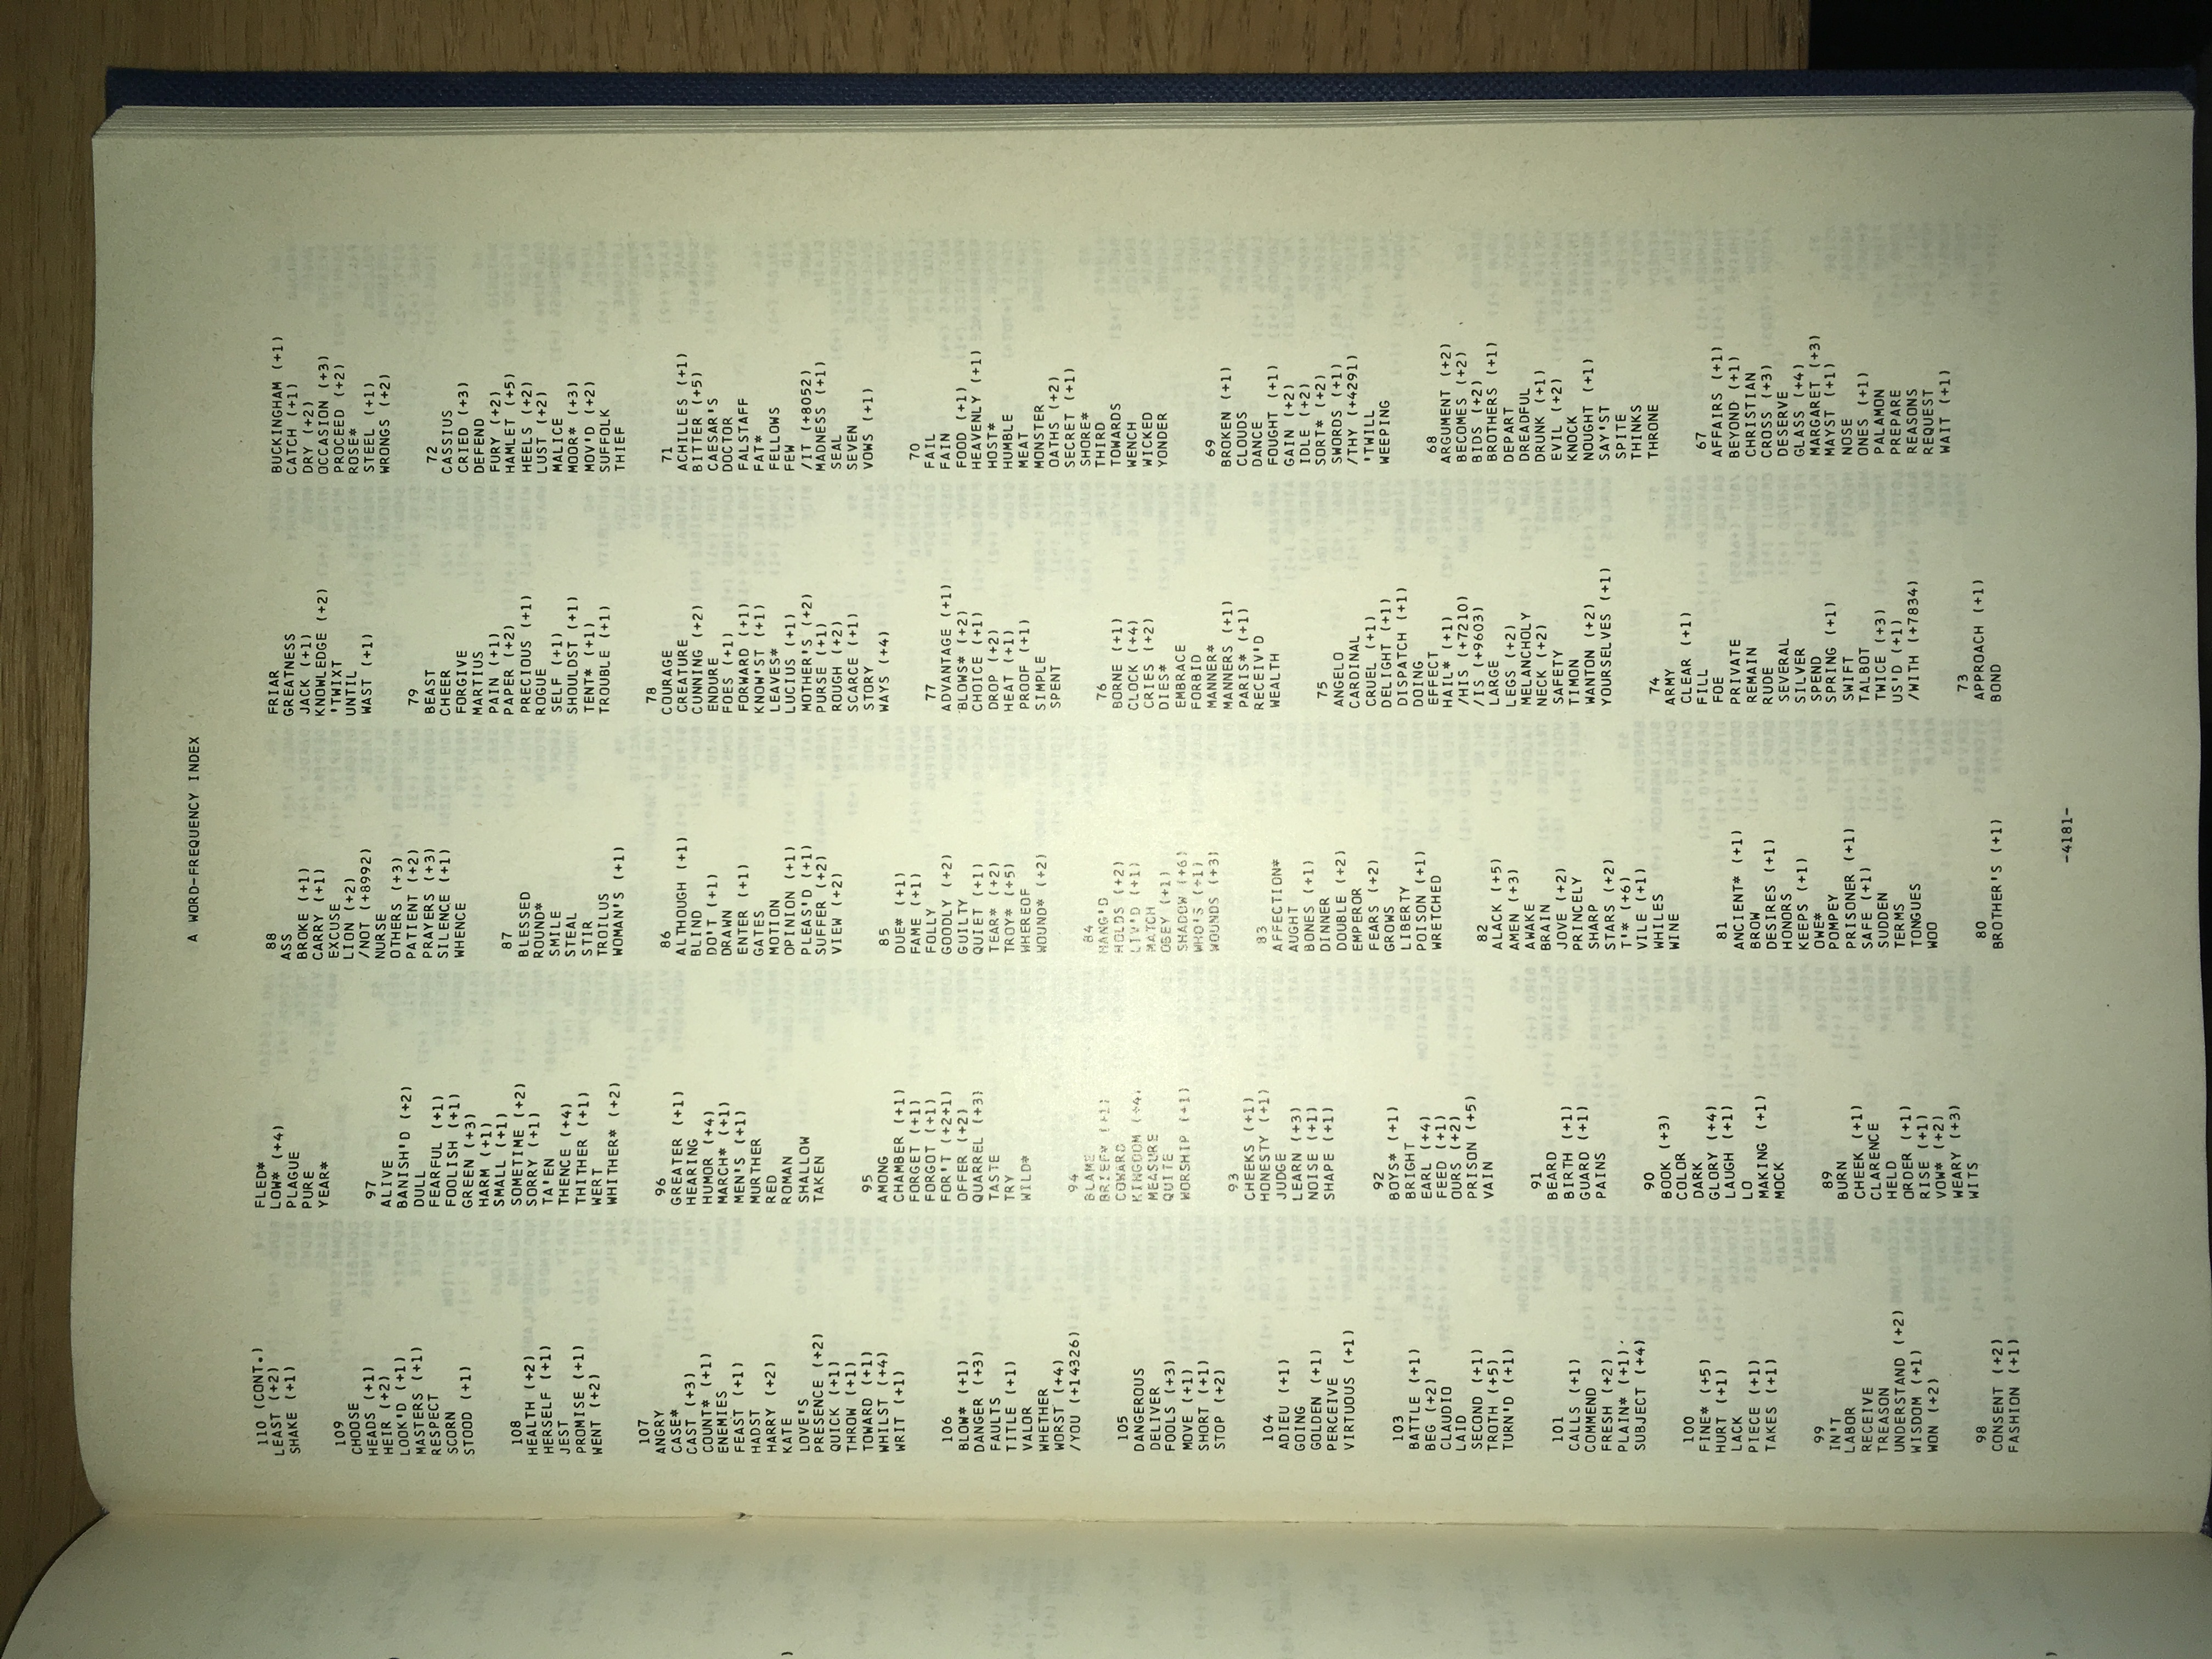 A WORD-FREQUENCY INDEX
110 (CONT.)
LEAST (+2)
SHAKE (+1)
109
CHOOSE
HEADS (+1)
HEIR (+2)
LOOK'D (+1)
MASTERS (+1)
RESPECT
SCORN
STOOD (+1)
108
HEALTH (+2)
HERSELF (+1)
JEST
PROMISE (+1)
WENT (+2)
107
ANGRY
CASE*
CAST (+3)
COUNT* (+1)
ENEMIES
FEAST (+1)
HADST
HARRY (+2)
KATE
LOVE'S
PRESENCE (+2)
QUICK (+1)
THROW (+1)
TOWARD (+1)
WHILST (+4)
WRIT (+1)
106
BLOW* (+1)
DANGER (+3)
FAULTS
TITLE (+1)
VALOR
WHETHER
WORST (+4)
/YOU (+14326)
105
DANGEROUS
DELIVER
FOOLS (+3)
MOVE (+1)
SHORT (+1)
STOP (+2)
104
ADIEU (+1)
GOING
GOLDEN (+1)
PERCEIVE
VIRTUOUS (+1)
103
BATTLE (+1)
BEG (+2)
CLAUDIO
LAID
SECOND (+1)
TROTH (+5)
TURN'D (+1)
101
CALLS (+1)
COMMEND
FRESH (+2)
PLAIN* (+1)
SUBJECT (+4)
100
FINE* (+5)
HURT (+1)
LACK
PIECE (+1)
TAKES (+1)
99
IN'T
LABOR
RECEIVE
TREASON
UNDERSTAND (+2)
WISDOM (+1)
WON (+2)
98
CONSENT (+2)
FASHION (+1)
FLED*
LOW* (+4)
PLAGUE
PURE
YEAR*
97
ALIVE
BANISH'D (+2)
DULL
FEARFUL (+1)
FOOLISH (+1)
GREEN (+3)
HARM (+1)
SMALL (+1)
SOMETIME (+2)
SORRY (+1)
TA'EN
THENCE (+4)
THITHER (+1)
WERT
WHITHER* (+2)
96
GREATER (+1)
HEARING
HUMOR (+4)
MARCH* (+1)
MEN'S (+1)
MURTHER
RED
ROMAN
SHALLOW
TAKEN
95
AMONG
CHAMBER (+1)
FORGET (+1)
FORGOT (+1)
FOR'T (+2+1)
OFFER (+2)
QUARREL (+3)
TASTE
TRY
WILD*
94
BLAME
BRIEF* (+1)
COWARD
KINGDOM (+4)
MEASURE
QUITE
WORSHIP (+1)
93
CHEEKS (+1)
HONESTY (+1)
JUDGE
LEARN (+3)
NOISE (+1)
SHAPE (+1)
92
BOYS* (+1)
BRIGHT
EARL (+4)
FEED (+1)
OURS (+2)
PRISON (+5)
VAIN
91
BEARD
BIRTH (+1)
GUARD (+1)
PAINS
90
BOOK (+3)
COLOR
DARK
GLORY (+4)
LAUGH (+1)
LO
MAKING (+1)
MOCK
89
BURN
CHEEK (+1)
CLARENCE
HELD
ORDER (+1)
RISE (+1)
VOW* (+2)
WEARY (+3)
WITS
88
ASS
BROKE (+1)
CARRY (+1)
EXCUSE
LION (+2)
/NOT (+8992)
NURSE
OTHERS (+3)
PATIENT (+2)
PRAYERS (+3)
SILENCE (+1)
WHENCE
87
BLESSED
ROUND*
SMILE
STEAL
STIR
TROILUS
WOMAN'S (+1)
86
ALTHOUGH (+1)
BLIND
DO'T (+1)
DRAWN
ENTER (+1)
GATES
MOTION
OPINION (+1)
PLEAS'D (+1)
SUFFER (+2)
VIEW (+2)
85
DUE* (+1)
FAME (+1)
FOLLY
GOODLY (+2)
GUILTY
QUIET (+1)
TEAR* (+2)
TROY* (+5)
WHEREOF
WOUND* (+2)
84
HANG'D
HOLDS (+2)
LIV'D (+1)
MATCH
OBEY (+1)
SHADOW (+6)
WHO'S (+1)
WOUNDS (+3)
83
AFFECTION*
AUGHT
BONES (+1)
DINNER
DOUBLE (+2)
EMPEROR
FEARS (+2)
GROWS
LIBERTY
POISON (+1)
WRETCHED
82
ALACK (+5)
AMEN (+3)
AWAKE
BRAIN
JOVE (+2)
PRINCELY
SHARP
STARS (+2)
T'* (+6)
VILE (+1)
WHILES
WINE
81
ANCIENT* (+1)
BROW
DESIRES (+1)
HONORS
KEEPS (+1)
OWE*
POMPEY
PRISONER (+1)
SAFE (+1)
SUDDEN
TERMS
TONGUES
WOO
80
BROTHER'S (+1)
FRIAR
GREATNESS
JACK (+1)
KNOWLEDGE (+2)
'TWIXT
UNTIL
WAST (+1)
79
BEAST
CHEER
FORGIVE
MARTIUS
PAIN (+1)
PAPER (+2)
PRECIOUS (+1)
ROGUE
SELF (+1)
SHOULDST (+1)
TENT* (+1)
TROUBLE (+1)
78
COURAGE
CREATURE
CUNNING (+2)
ENDURE
FOES (+1)
FORWARD (+1)
KNOW'ST (+1)
LEAVES*
LUCIUS (+1)
MOTHER'S (+2)
PURSE (+1)
ROUGH (+2)
SCARCE (+1)
STORY
WAYS (+4)
77
ADVANTAGE (+1)
BLOWS* (+2)
CHOICE (+1)
DROP (+2)
HEAT (+1)
PROOF (+1)
SIMPLE
SPENT
76
BORNE (+1)
CLOCK (+4)
CRIES (+2)
DIES*
EMBRACE
FORBID
MANNER*
MANNERS (+1)
PARIS* (+1)
RECEIV'D
WEALTH
75
ANGELO
CARDINAL
CRUEL (+1)
DELIGHT (+1)
DISPATCH (+1)
DOING
EFFECT
HAIL* (+1)
/HIS (+7210)
/IS (+9603)
LARGE
LEGS (+2)
MELANCHOLY
NECK (+2)
SAFETY
TIMON
WANTON (+2)
YOURSELVES (+1)
74
ARMY
CLEAR (+1)
FILL
FOE
PRIVATE
REMAIN
RUDE
SEVERAL
SILVER
SPEND
SPRING (+1)
SWIFT
TALBOT
TWICE (+3)
US'D (+1)
/WITH (+7834)
73
APPROACH (+1)
BOND
BUCKINGHAM (+1)
CATCH (+1)
DRY (+2)
OCCASION (+3)
PROCEED (+2)
ROSE*
STEEL (+1)
WRONGS (+2)
72
CASSIUS
CRIED (+3)
DEFEND
FURY (+2)
HAMLET (+5)
HEELS (+2)
LUST (+2)
MALICE
MOOR* (+3)
MOV'D (+2)
SUFFOLK
THIEF
71
ACHILLES (+1)
BITTER (+5)
CAESAR'S
DOCTOR
FALSTAFF
FAT*
FELLOWS
FEW
/IT (+8052)
MADNESS (+1)
SEAL
SEVEN
VOWS (+1)
70
FAIL
FAIN
FOOD (+1)
HEAVENLY (+1)
HOST*
HUMBLE
MEAT
MONSTER
OATHS (+2)
SECRET (+1)
SHORE*
THIRD
TOWARDS
WENCH
WICKED
YONDER
69
BROKEN (+1)
CLOUDS
DANCE
FOUGHT (+1)
GAIN (+2)
IDLE (+2)
SORT* (+2)
SWORDS (+1)
/THY (+4291)
'TWILL
WEEPING
68
ARGUMENT (+2)
BECOMES (+2)
BIDS (+2)
BROTHERS (+1)
DEPART
DREADFUL
DRUNK (+1)
EVIL (+2)
KNOCK
NOUGHT (+1)
SAY'ST
SPITE
THINKS
THRONE
67
AFFAIRS (+1)
BEYOND (+1)
CHRISTIAN
CROSS (+3)
DESERVE
GLASS (+4)
MARGARET (+3)
MAYST (+1)
NOSE
ONES (+1)
PALAMON
PREPARE
REASONS
REQUEST
WAIT (+1)
-4181-